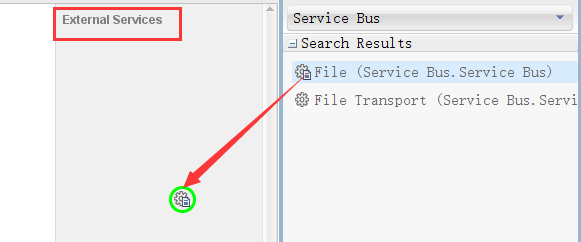 External Services
Service Bus
Search Results
File (Service Bus.Service Bus)
File Transport (Service Bus.Servi